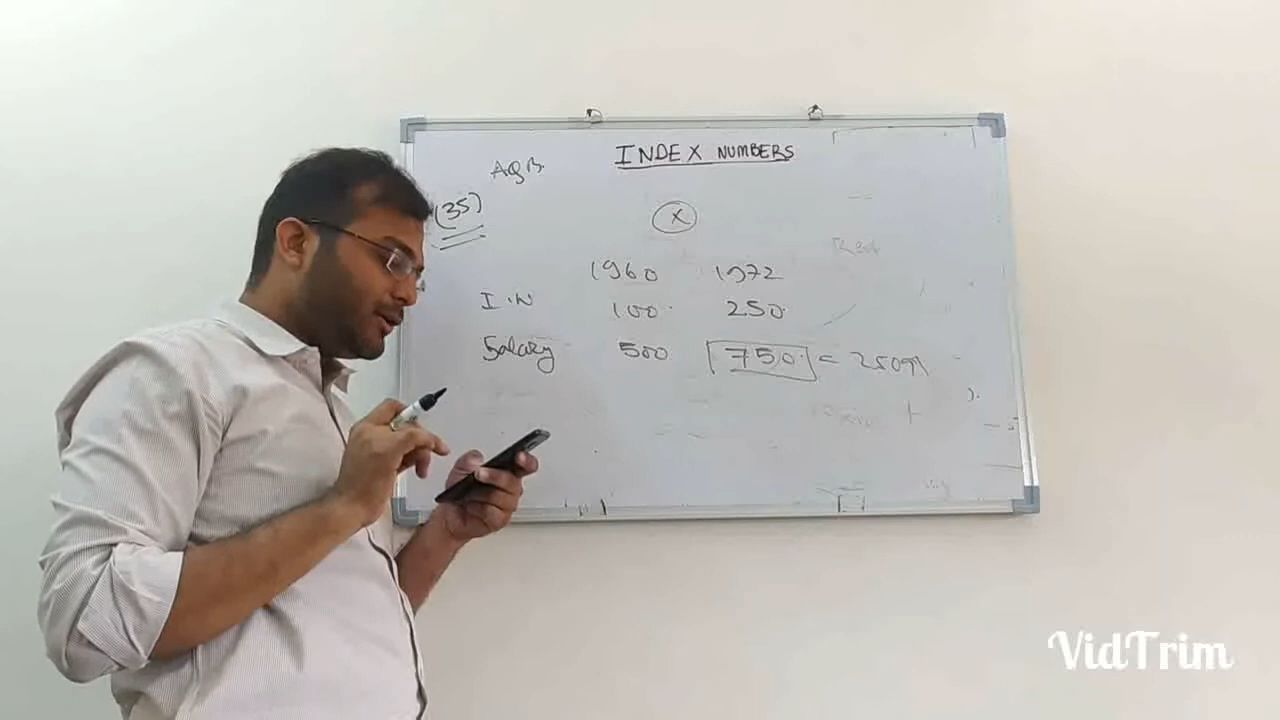 INDEX NUMBERS
AQB.
(35)
X
1960 1972
I.N 100. 250.
Salary 500 750. = 250%
VidTrim